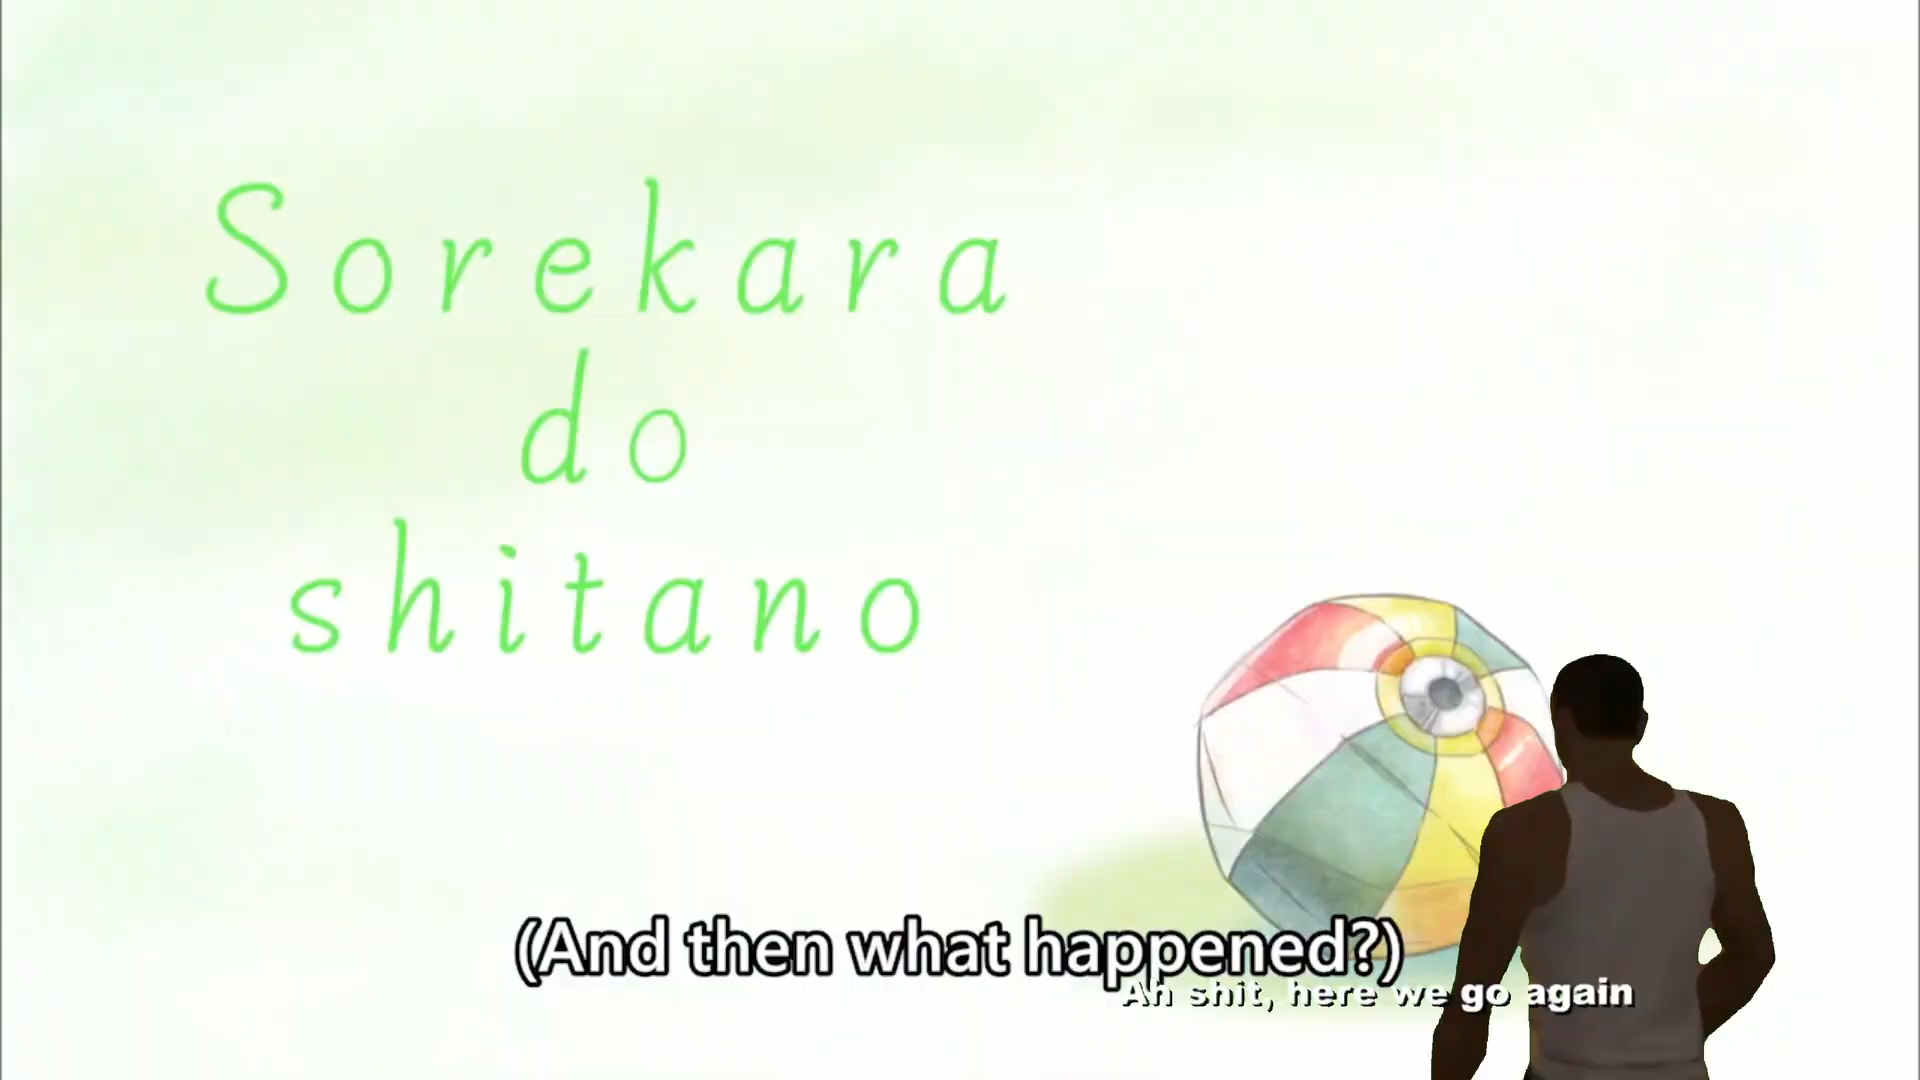 Sorekara
do
shitano
(And then what happened?)
Ah shit, here we go again